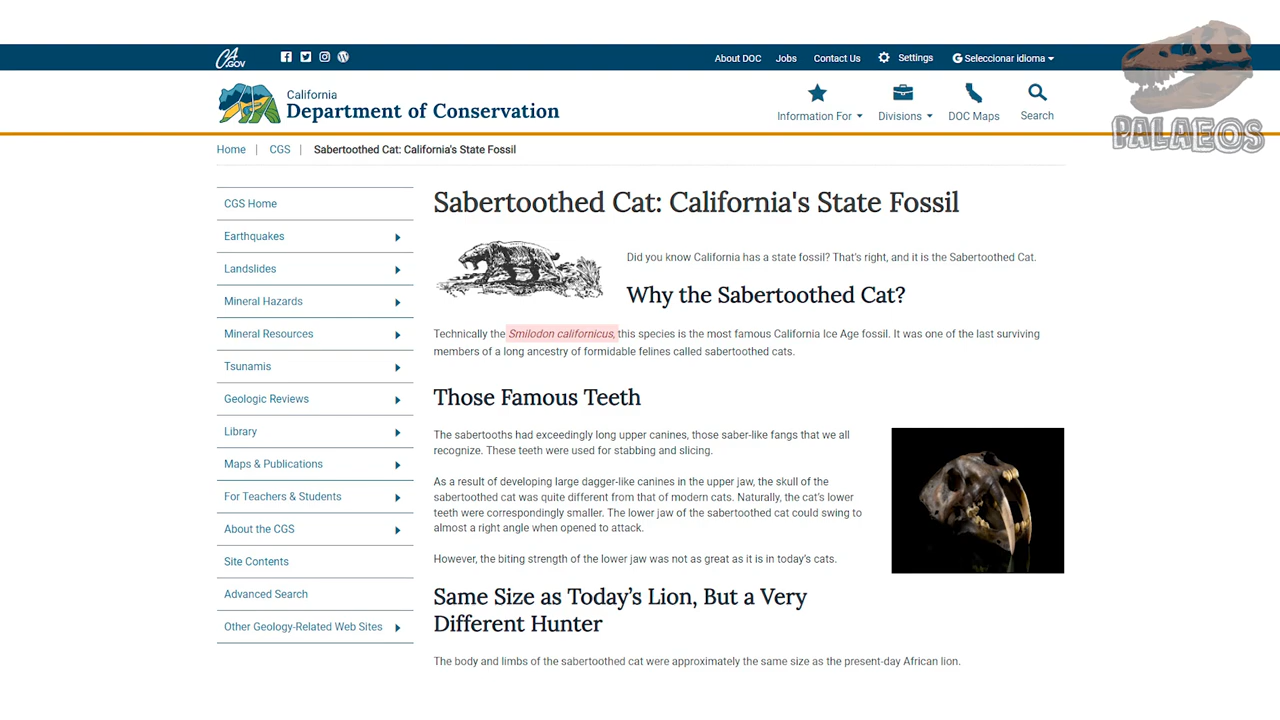 CA
.GOV
About DOC Jobs Contact Us Settings Seleccionar idioma
California
Department of Conservation
Information For Divisions DOC Maps Search
PALAEOS
Home | CGS | Sabertoothed Cat: California's State Fossil
CGS Home
Earthquakes
Landslides
Mineral Hazards
Mineral Resources
Tsunamis
Geologic Reviews
Library
Maps & Publications
For Teachers & Students
About the CGS
Site Contents
Advanced Search
Other Geology-Related Web Sites
Sabertoothed Cat: California's State Fossil
Did you know California has a state fossil? That's right, and it is the Sabertoothed Cat.
Why the Sabertoothed Cat?
Technically the Smilodon californicus, this species is the most famous California Ice Age fossil. It was one of the last surviving
members of a long ancestry of formidable felines called sabertoothed cats.
Those Famous Teeth
The sabertooths had exceedingly long upper canines, those saber-like fangs that we all
recognize. These teeth were used for stabbing and slicing.
As a result of developing large dagger-like canines in the upper jaw, the skull of the
sabertoothed cat was quite different from that of modern cats. Naturally, the cat's lower
teeth were correspondingly smaller. The lower jaw of the sabertoothed cat could swing to
almost a right angle when opened to attack.
However, the biting strength of the lower jaw was not as great as it is in today's cats.
Same Size as Today's Lion, But a Very
Different Hunter
The body and limbs of the sabertoothed cat were approximately the same size as the present-day African lion.